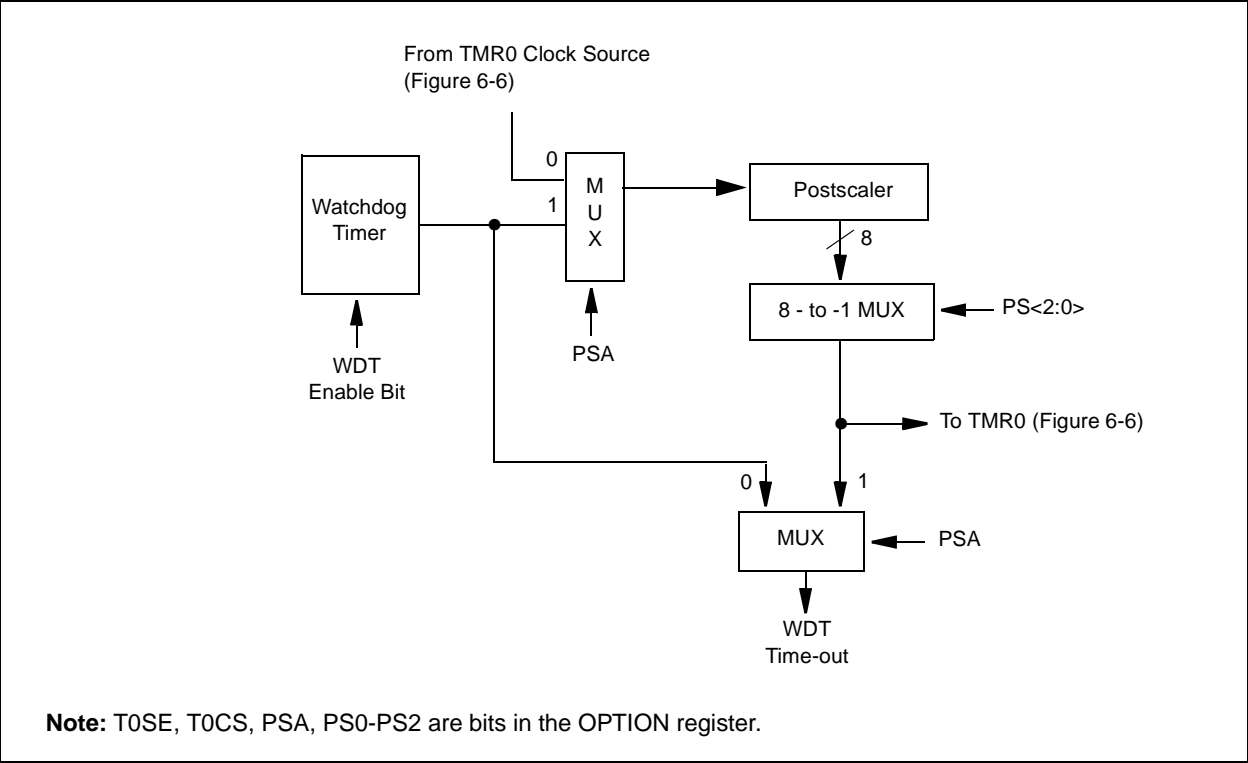 From TMR0 Clock Source
(Figure 6-6)
0
1
M
U
X
Watchdog
Timer
Postscaler
8
8 - to -1 MUX
PS<2:0>
PSA
WDT
Enable Bit
To TMR0 (Figure 6-6)
0
1
MUX
PSA
WDT
Time-out
Note: T0SE, T0CS, PSA, PS0-PS2 are bits in the OPTION register.